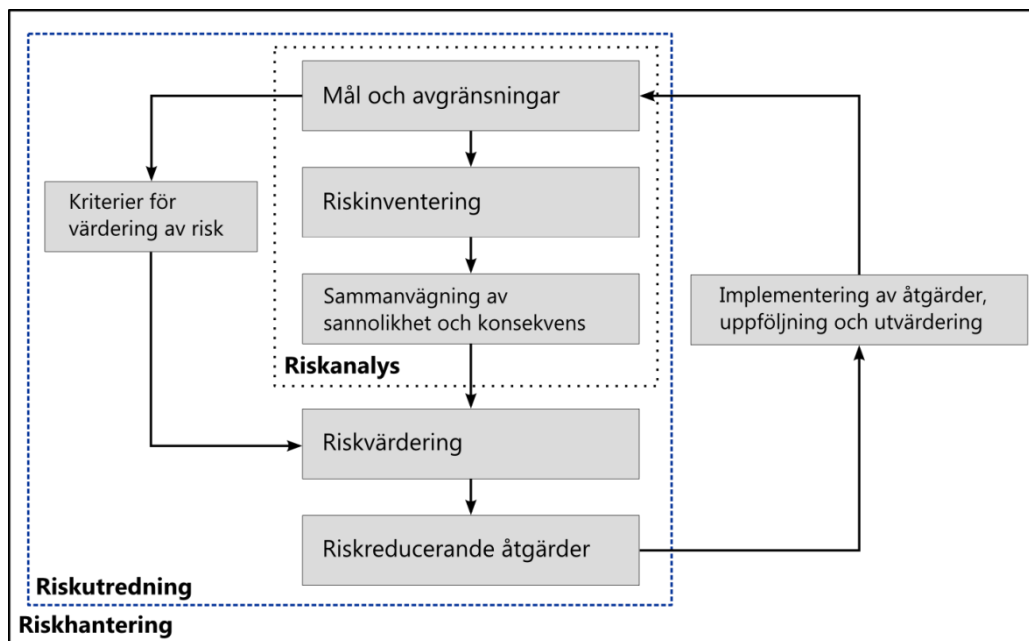 Mål och avgränsningar
Riskinventering
Kriterier för
värdering av risk
Sammanvägning av
sannolikhet och konsekvens
Implementering av åtgärder,
uppföljning och utvärdering
Riskanalys
Riskvärdering
Riskreducerande åtgärder
Riskutredning
Riskhantering